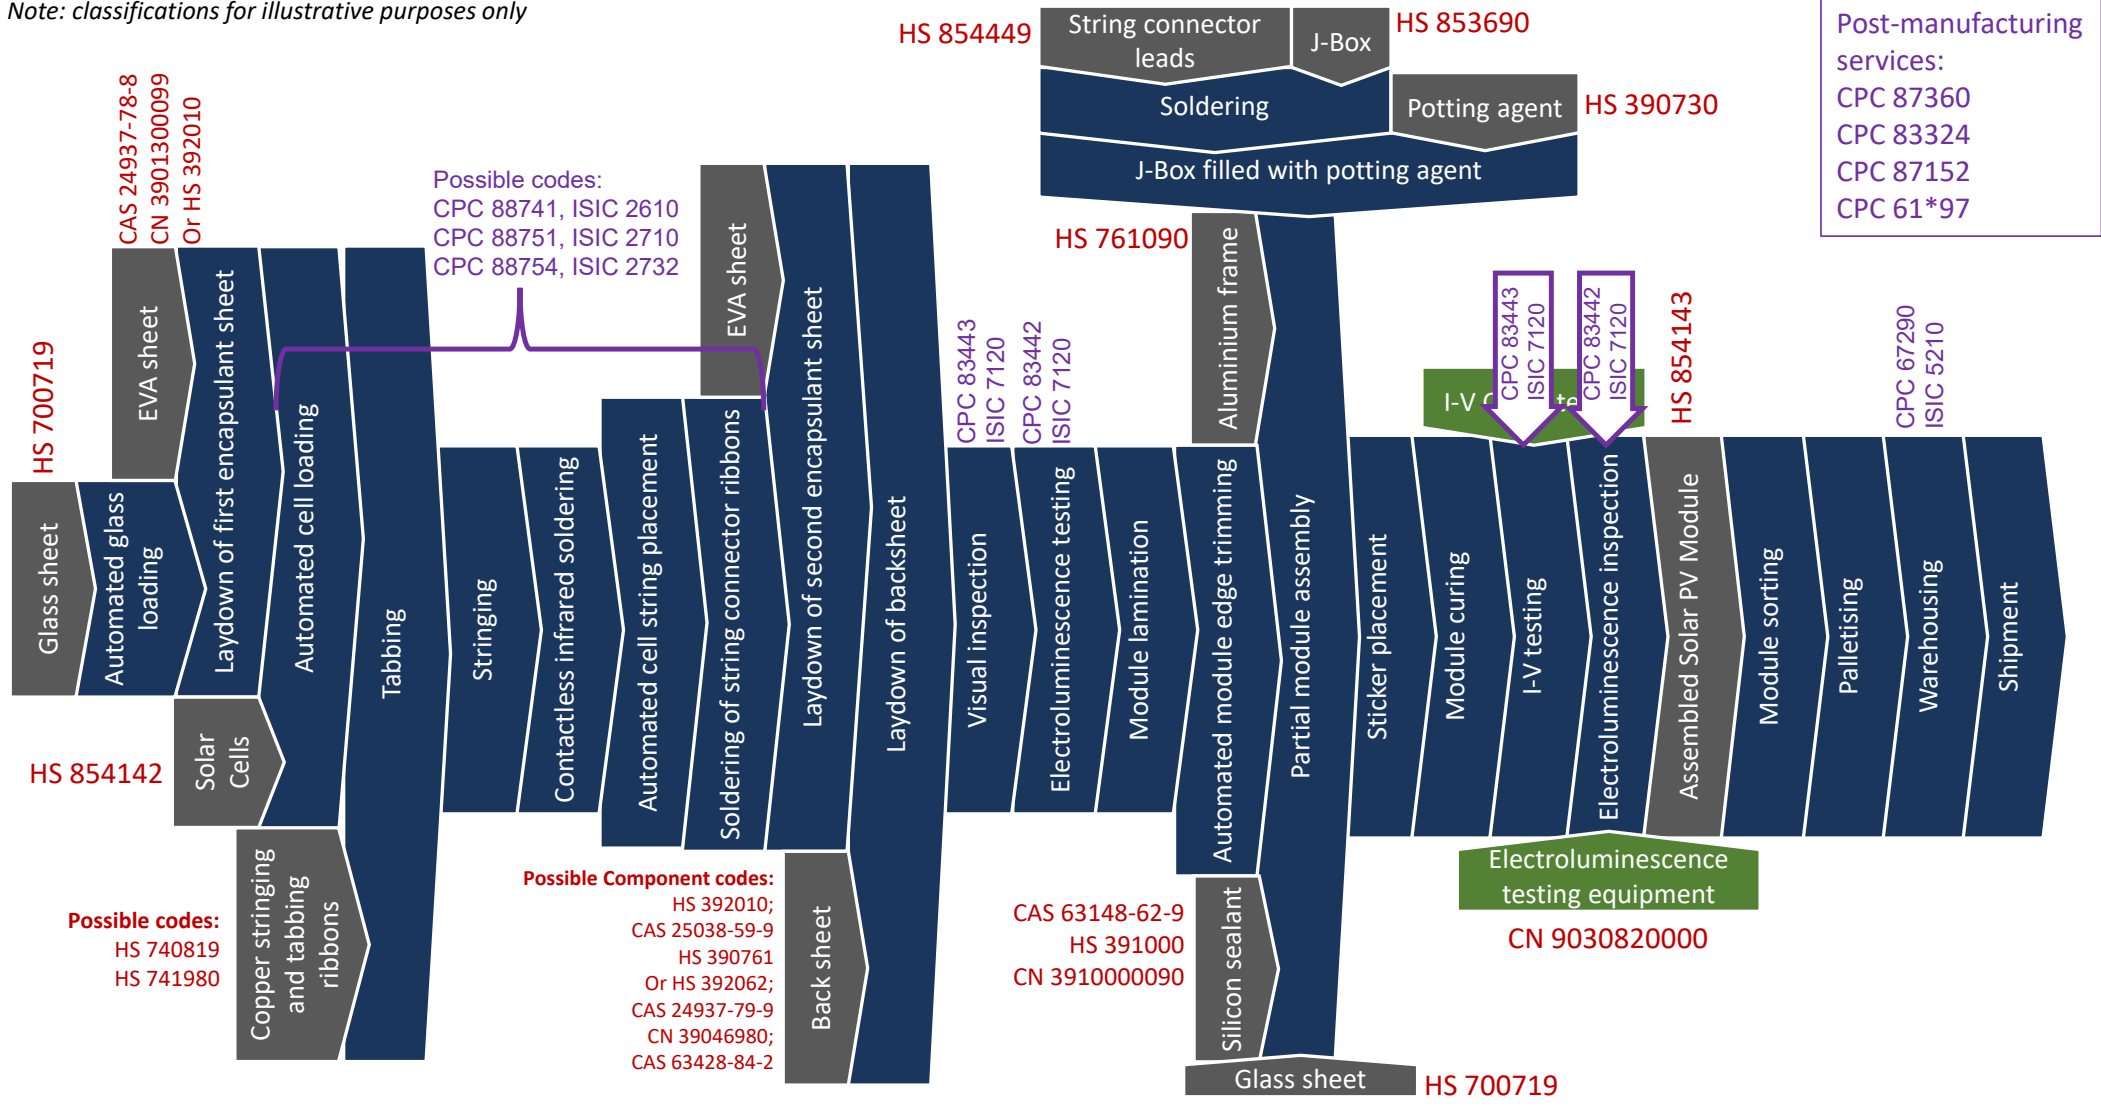 Note: classifications for illustrative purposes only
HS 854449
String connector
leads
J-Box
HS 853690
Soldering
Potting agent
HS 390730
J-Box filled with potting agent
Post-manufacturing
services:
CPC 87360
CPC 83324
CPC 87152
CPC 61*97
HS 700719
Glass sheet
Automated glass
loading
CAS 24937-78-8
CN 3901300099
Or HS 392010
EVA sheet
Laydown of first encapsulant sheet
HS 854142
Solar
Cells
Automated cell loading
Possible codes:
HS 740819
HS 741980
Copper stringing
and tabbing
ribbons
Tabbing
Possible codes:
CPC 88741, ISIC 2610
CPC 88751, ISIC 2710
CPC 88754, ISIC 2732
Stringing
Contactless infrared soldering
Automated cell string placement
Soldering of string connector ribbons
EVA sheet
Laydown of second encapsulant sheet
Possible Component codes:
HS 392010;
CAS 25038-59-9
HS 390761
Or HS 392062;
CAS 24937-79-9
CN 39046980;
CAS 63428-84-2
Back sheet
Laydown of backsheet
CPC 83443
ISIC 7120
Visual inspection
CPC 83442
ISIC 7120
Electroluminescence testing
Module lamination
Automated module edge trimming
HS 761090
Aluminium frame
CAS 63148-62-9
HS 391000
CN 3910000090
Silicon sealant
Glass sheet
HS 700719
Partial module assembly
Sticker placement
Module curing
I-V
CPC 83443
ISIC 7120
I-V testing
CPC 83442
ISIC 7120
Electroluminescence inspection
Electroluminescence
testing equipment
CN 9030820000
HS 854143
Assembled Solar PV Module
Module sorting
Palletising
CPC 67290
ISIC 5210
Warehousing
Shipment